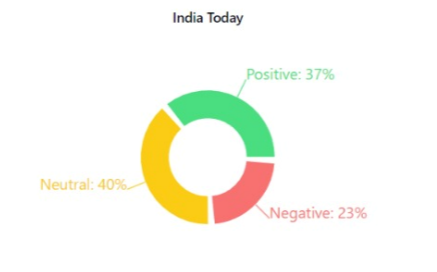 India Today
Positive: 37%
Neutral: 40%
Negative: 23%